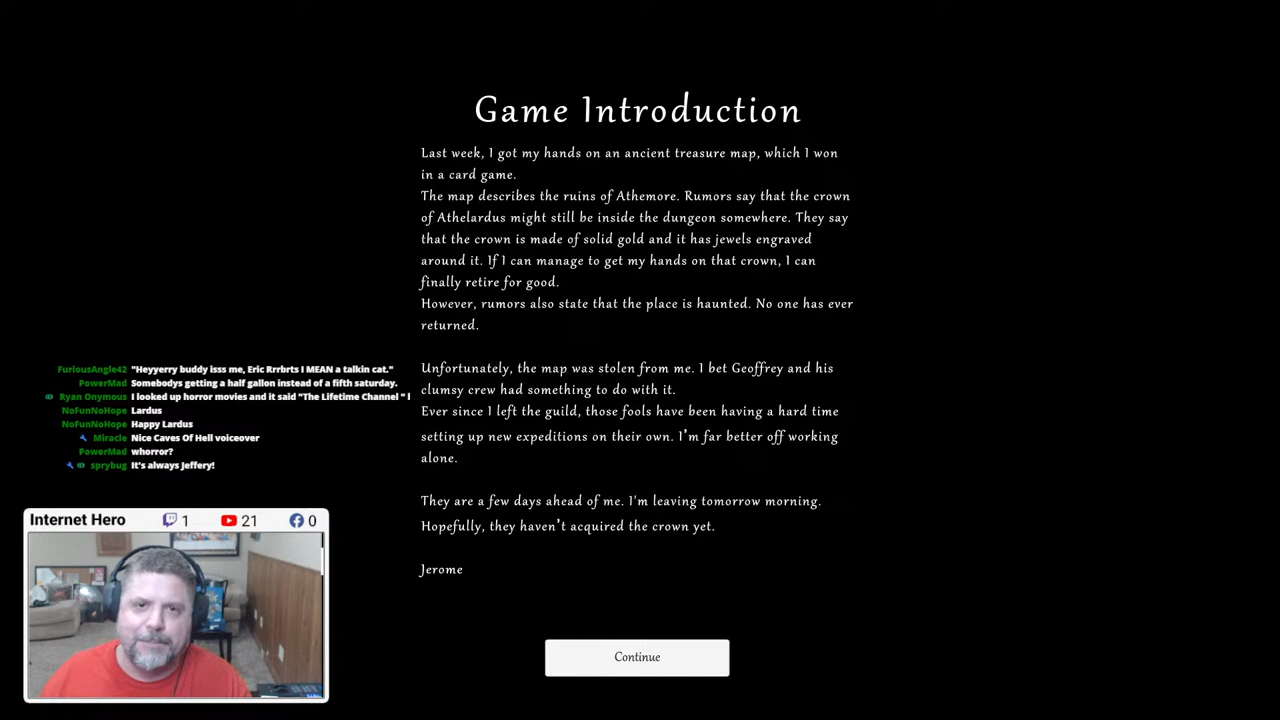 Game Introduction
Last week, I got my hands on an ancient treasure map, which I won
in a card game.
The map describes the ruins of Athemore. Rumors say that the crown
of Athelardus might still be inside the dungeon somewhere. They say
that the crown is made of solid gold and it has jewels engraved
around it. If I can manage to get my hands on that crown, I can
finally retire for good.
However, rumors also state that the place is haunted. No one has ever
returned.
Unfortunately, the map was stolen from me. I bet Geoffrey and his
clumsy crew had something to do with it.
Ever since I left the guild, those fools have been having a hard time
setting up new expeditions on their own. I'm far better off working
alone.
They are a few days ahead of me. I'm leaving tomorrow morning.
Hopefully, they haven't acquired the crown yet.
Jerome
Continue
FuriousAngle42 "Heyyerry buddy isss me, Eric Rrrbrts I MEAN a talkin cat."
PowerMad Somebodys getting a half gallon instead of a fifth saturday.
Ryan Onymous I looked up horror movies and it said "The Lifetime Channel "
NoFunNoHope Lardus
NoFunNoHope Happy Lardus
Miracle Nice Caves Of Hell voiceover
PowerMad whorror?
sprybug It's always Jeffery!
Internet Hero 1 21 0